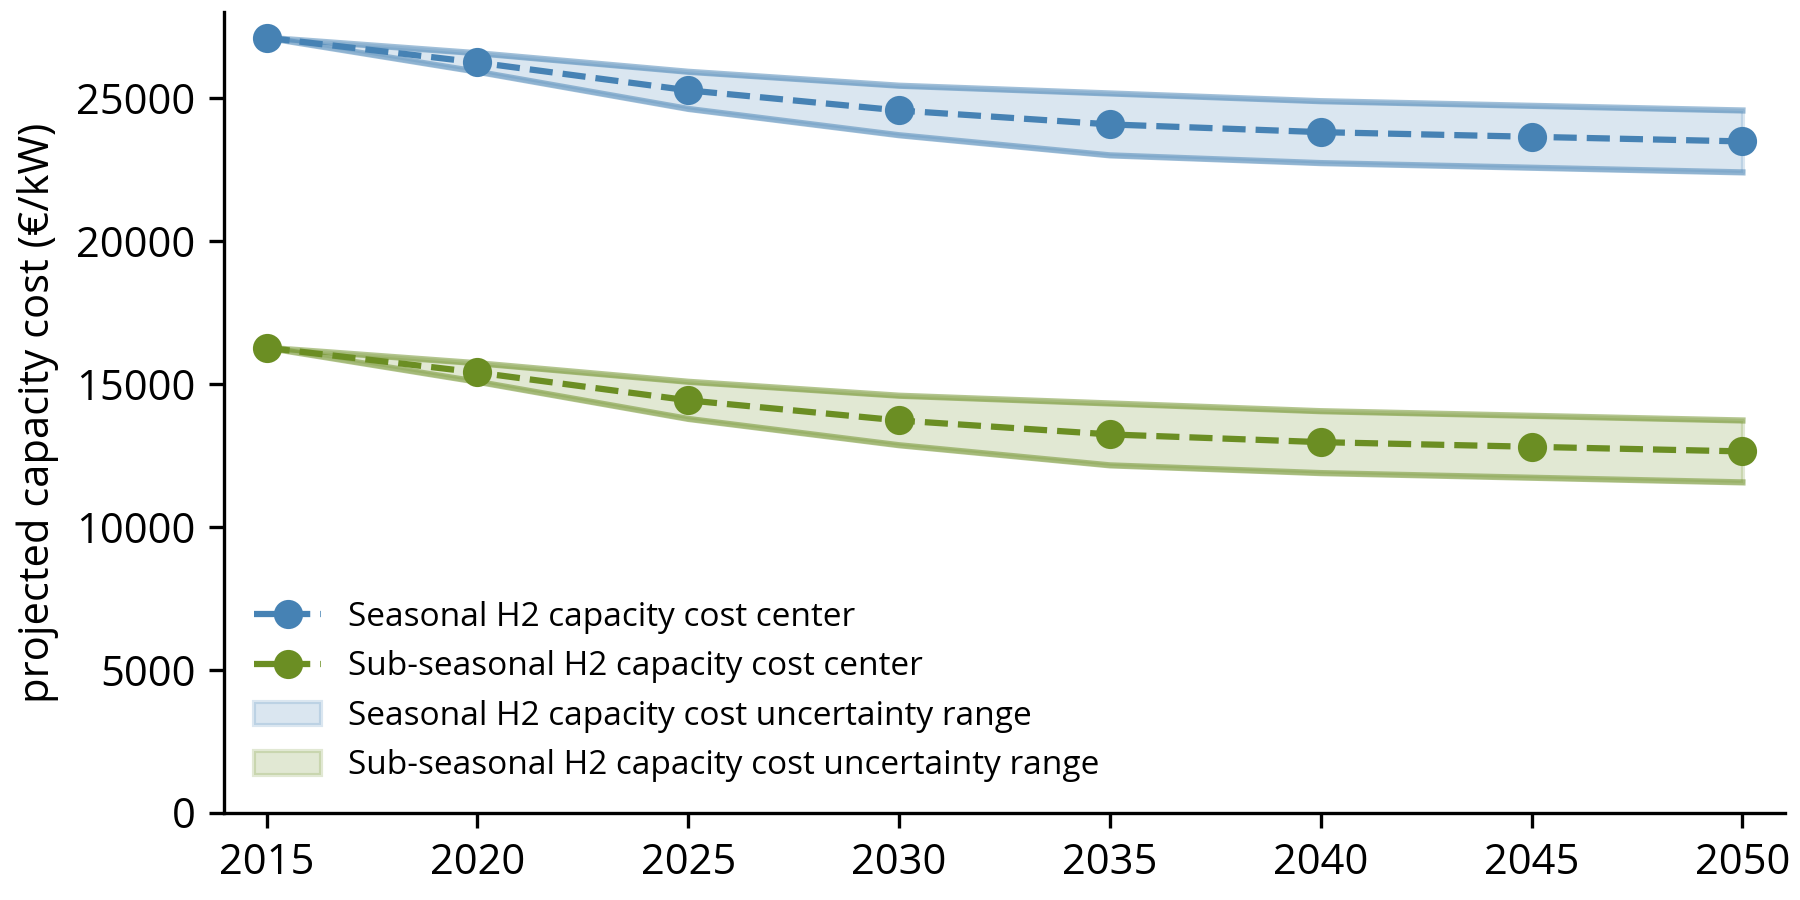 projected capacity cost (€/kW)
25000
20000
15000
10000
5000
0
Seasonal H2 capacity cost center
Sub-seasonal H2 capacity cost center
Seasonal H2 capacity cost uncertainty range
Sub-seasonal H2 capacity cost uncertainty range
2015 2020 2025 2030 2035 2040 2045 2050